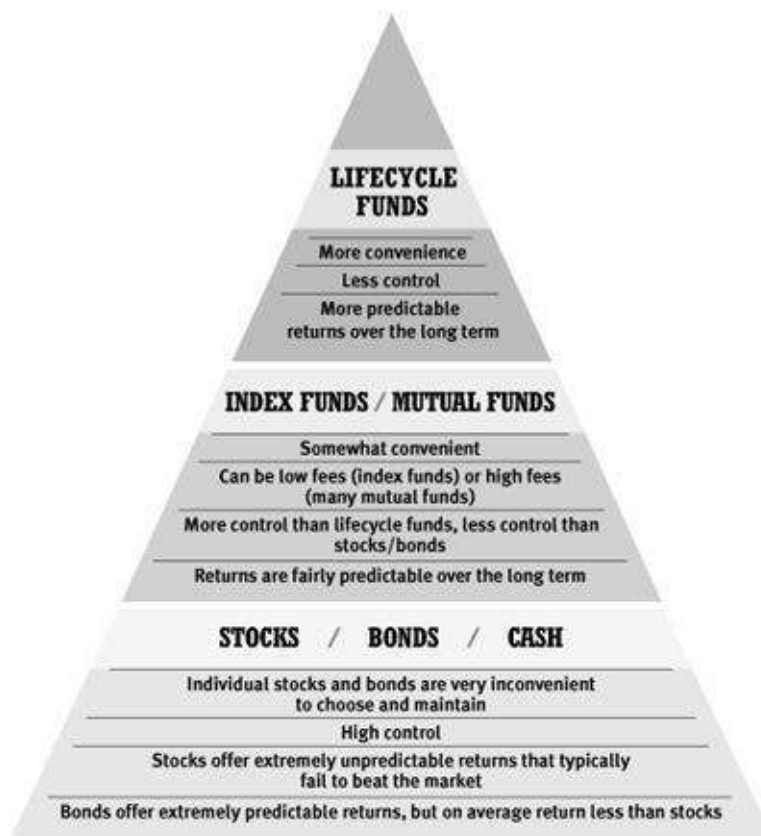 LIFECYCLE
FUNDS
More convenience
Less control
More predictable
returns over the long term
INDEX FUNDS / MUTUAL FUNDS
Somewhat convenient
Can be low fees (index funds) or high fees
(many mutual funds)
More control than lifecycle funds, less control than
stocks/bonds
Returns are fairly predictable over the long term
STOCKS / BONDS / CASH
Individual stocks and bonds are very inconvenient
to choose and maintain
High control
Stocks offer extremely unpredictable returns that typically
fail to beat the market
Bonds offer extremely predictable returns, but on average return less than stocks